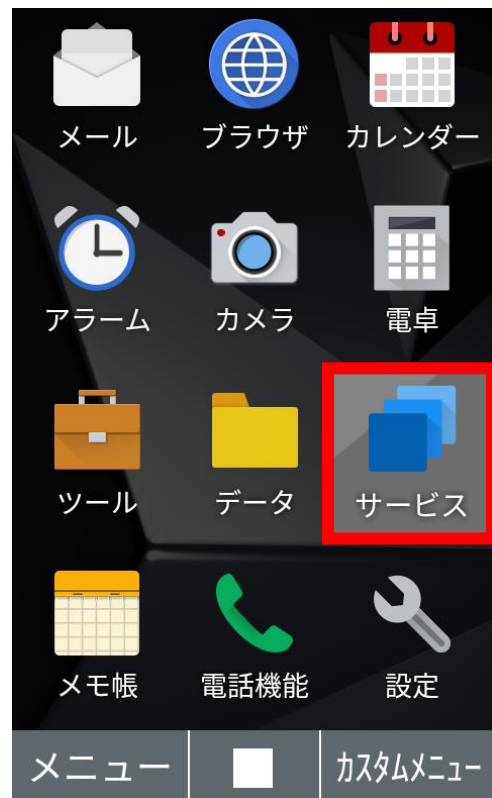 メール ブラウザ カレンダー
アラーム カメラ 電卓
ツール データ サービス
メモ帳 電話機能 設定
メニュー カスタムメニュー